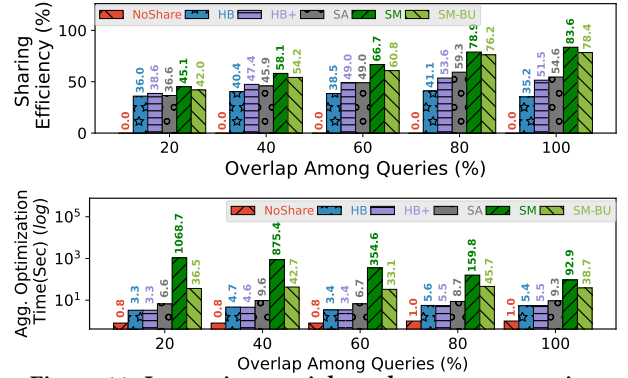 NoShare HB HB+ SA SM SM-BU
Sharing
Efficiency (%)
100
50
0
0.0 36.0 38.6 36.6 45.1 42.0
0.0 40.4 47.4 45.9 58.1 54.2
0.0 38.5 49.0 49.0 66.7 60.8
0.0 41.1 53.6 59.3 78.9 76.2
0.0 35.2 51.5 54.6 83.6 78.4
20 40 60 80 100
Overlap Among Queries (%)
NoShare HB HB+ SA SM SM-BU
Agg. Optimization
Time(Sec) (log)
10^5
10^3
10^1
0.8 3.3 3.3 6.6 1068.7 36.5
0.8 4.7 4.6 9.6 875.4 42.7
0.8 3.4 3.4 6.7 354.6 33.1
1.0 5.6 5.5 8.7 159.8 45.7
1.0 5.4 5.5 9.3 92.9 38.7
20 40 60 80 100
Overlap Among Queries (%)